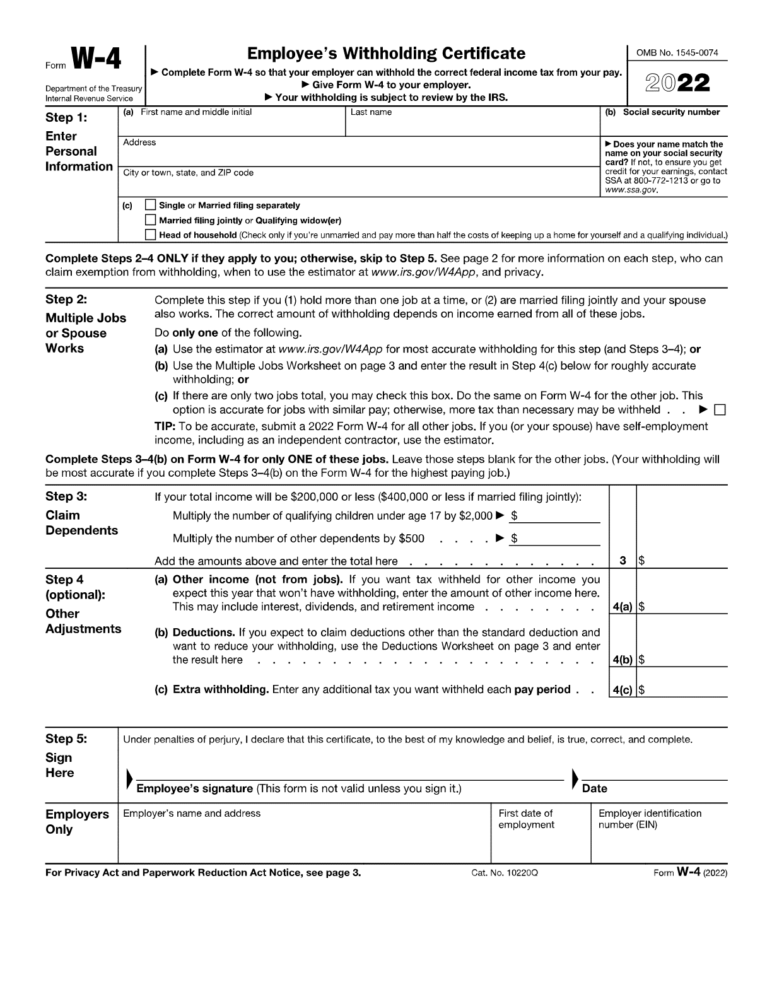 Form W-4
Department of the Treasury
Internal Revenue Service
Employee's Withholding Certificate
▶ Complete Form W-4 so that your employer can withhold the correct federal income tax from your pay.
▶ Give Form W-4 to your employer.
▶ Your withholding is subject to review by the IRS.
OMB No. 1545-0074
2022
Step 1:
Enter
Personal
Information
(a) First name and middle initial
Last name
(b) Social security number
Address
City or town, state, and ZIP code
▶ Does your name match the
name on your social security
card? If not, to ensure you get
credit for your earnings, contact
SSA at 800-772-1213 or go to
www.ssa.gov.
(c) Single or Married filing separately
Married filing jointly or Qualifying widow(er)
Head of household (Check only if you're unmarried and pay more than half the costs of keeping up a home for yourself and a qualifying individual.)
Complete Steps 2–4 ONLY if they apply to you; otherwise, skip to Step 5. See page 2 for more information on each step, who can
claim exemption from withholding, when to use the estimator at www.irs.gov/W4App, and privacy.
Step 2:
Multiple Jobs
or Spouse
Works
Complete this step if you (1) hold more than one job at a time, or (2) are married filing jointly and your spouse
also works. The correct amount of withholding depends on income earned from all of these jobs.
Do only one of the following.
(a) Use the estimator at www.irs.gov/W4App for most accurate withholding for this step (and Steps 3–4); or
(b) Use the Multiple Jobs Worksheet on page 3 and enter the result in Step 4(c) below for roughly accurate
withholding; or
(c) If there are only two jobs total, you may check this box. Do the same on Form W-4 for the other job. This
option is accurate for jobs with similar pay; otherwise, more tax than necessary may be withheld . . ▶
TIP: To be accurate, submit a 2022 Form W-4 for all other jobs. If you (or your spouse) have self-employment
income, including as an independent contractor, use the estimator.
Complete Steps 3–4(b) on Form W-4 for only ONE of these jobs. Leave those steps blank for the other jobs. (Your withholding will
be most accurate if you complete Steps 3–4(b) on the Form W-4 for the highest paying job.)
Step 3:
Claim
Dependents
If your total income will be $200,000 or less ($400,000 or less if married filing jointly):
Multiply the number of qualifying children under age 17 by $2,000 ▶ $
Multiply the number of other dependents by $500 . . . . ▶ $
Add the amounts above and enter the total here . . . . . . . . . . . . . 3 $
Step 4
(optional):
Other
Adjustments
(a) Other income (not from jobs). If you want tax withheld for other income you
expect this year that won't have withholding, enter the amount of other income here.
This may include interest, dividends, and retirement income . . . . . . . . 4(a) $
(b) Deductions. If you expect to claim deductions other than the standard deduction and
want to reduce your withholding, use the Deductions Worksheet on page 3 and enter
the result here . . . . . . . . . . . . . . . . . . . . . . . 4(b) $
(c) Extra withholding. Enter any additional tax you want withheld each pay period . . 4(c) $
Step 5:
Sign
Here
Under penalties of perjury, I declare that this certificate, to the best of my knowledge and belief, is true, correct, and complete.
Employee's signature (This form is not valid unless you sign it.)
Date
Employers
Only
Employer's name and address
First date of
employment
Employer identification
number (EIN)
For Privacy Act and Paperwork Reduction Act Notice, see page 3.
Cat. No. 10220Q
Form W-4 (2022)